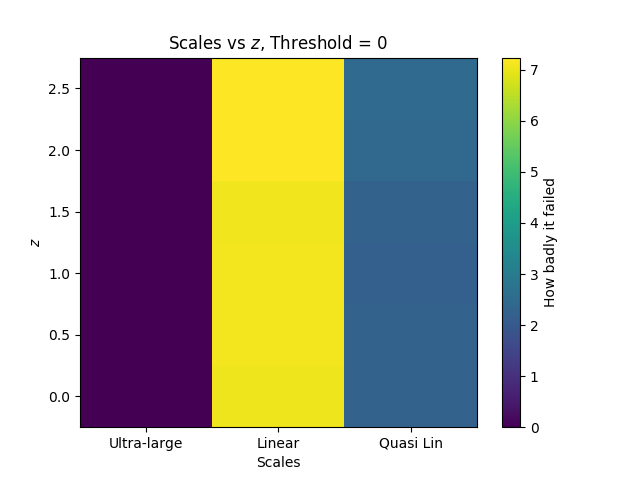 Scales vs z, Threshold = 0
2.5
2.0
1.5
1.0
0.5
0.0
z
Ultra-large Linear Quasi Lin
Scales
7
6
5
4
3
2
1
0
How badly it failed